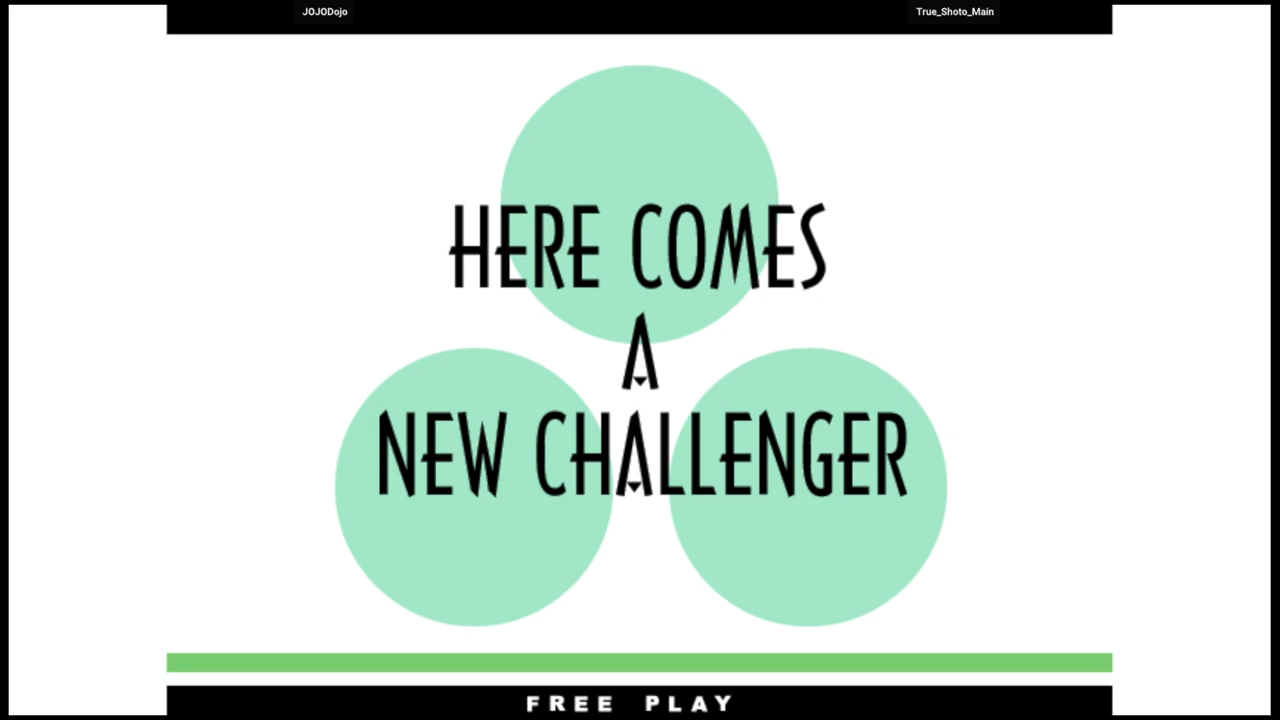 JOJODojo
True_Shoto_Main
HERE COMES
A
NEW CHALLENGER
FREE PLAY